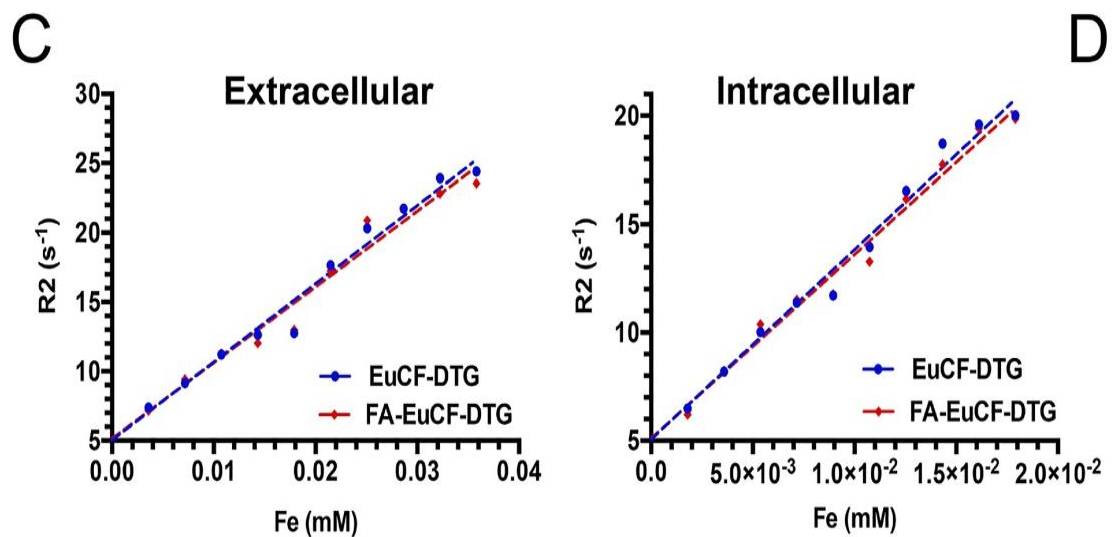 C
D
Extracellular
30
25
20
15
10
5
R2 (s⁻¹)
EuCF-DTG
FA-EuCF-DTG
0.00 0.01 0.02 0.03 0.04
Fe (mM)
Intracellular
20
15
10
5
R2 (s⁻¹)
EuCF-DTG
FA-EuCF-DTG
0.0 5.0×10⁻³ 1.0×10⁻² 1.5×10⁻² 2.0×10⁻²
Fe (mM)